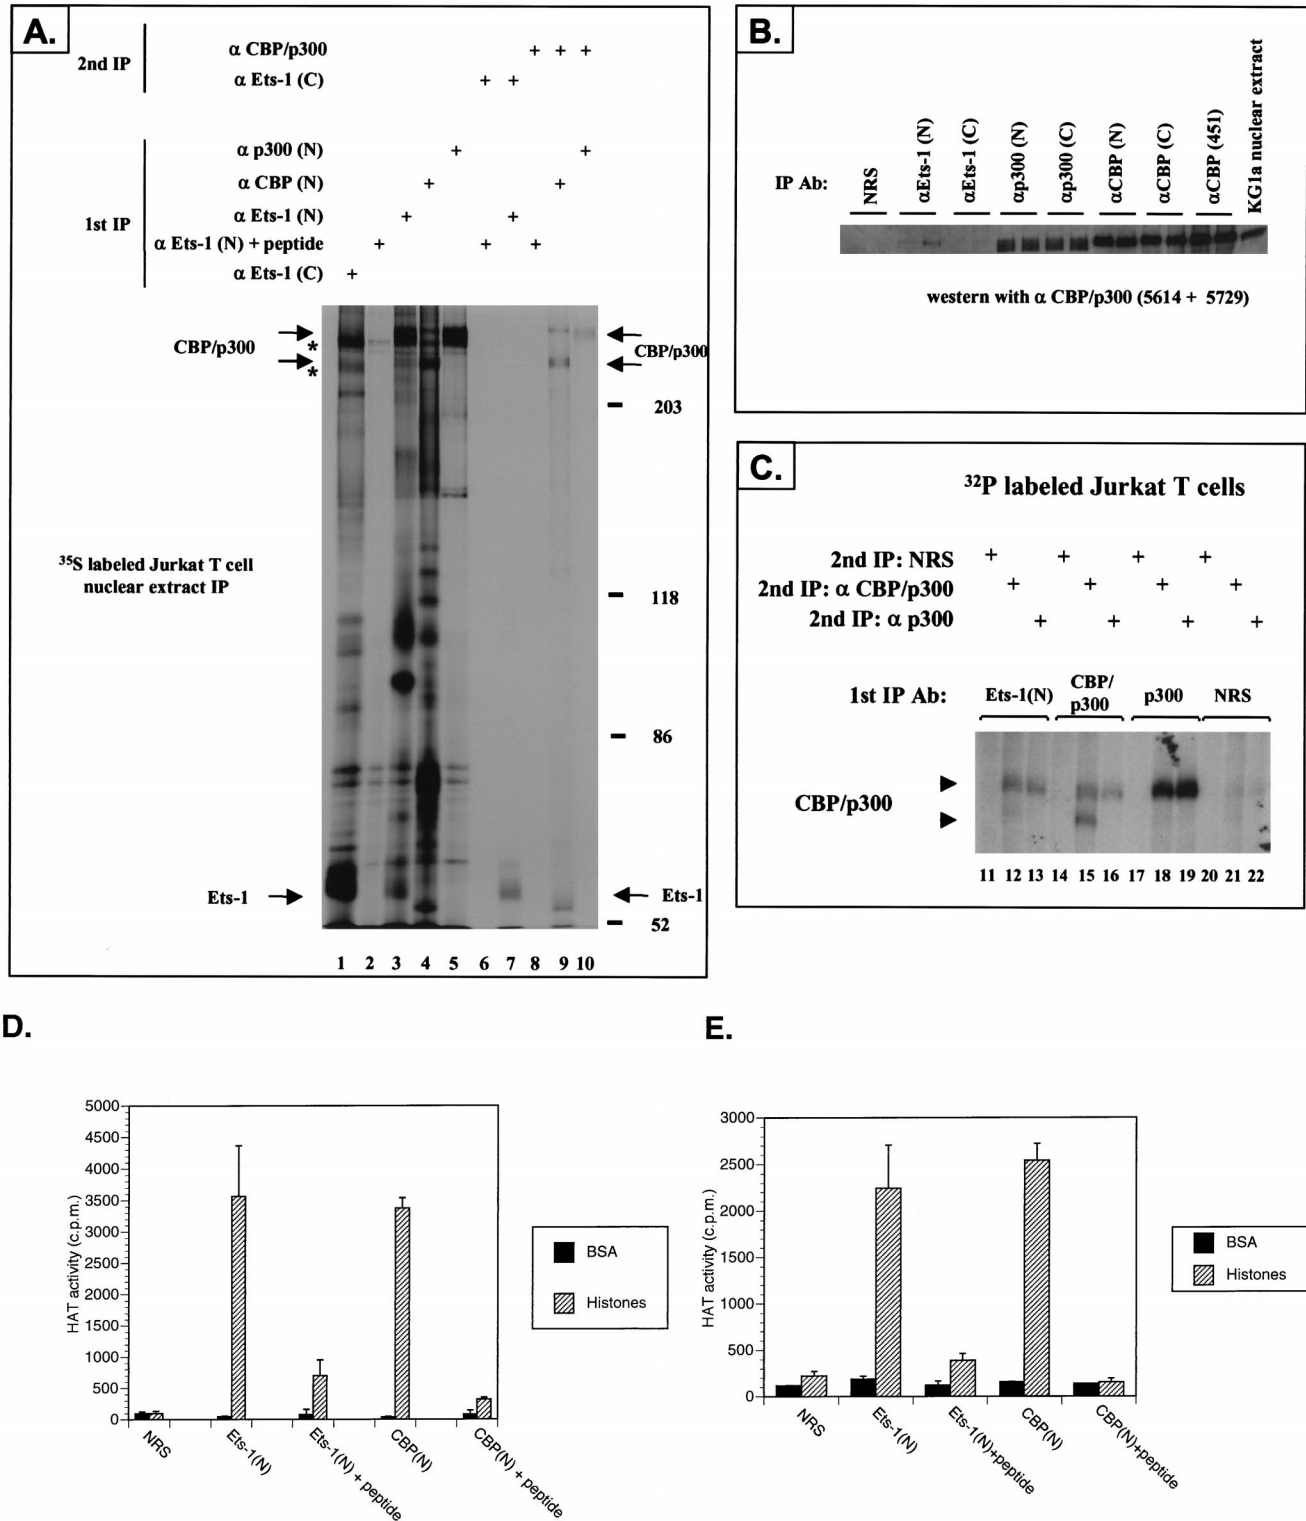 A.
2nd IP
α CBP/p300 + + +
α Ets-1 (C) + +
1st IP
α p300 (N) + +
α CBP (N) + +
α Ets-1 (N) + +
α Ets-1 (N) + peptide + + +
α Ets-1 (C) +
CBP/p300
*
*
CBP/p300
203
35S labeled Jurkat T cell
nuclear extract IP
118
86
Ets-1
Ets-1
52
1 2 3 4 5 6 7 8 9 10
B.
IP Ab:
NRS
αEts-1 (N)
αEts-1 (C)
αp300 (N)
αp300 (C)
αCBP (N)
αCBP (C)
αCBP (451)
KG1a nuclear extract
western with α CBP/p300 (5614 + 5729)
C.
32P labeled Jurkat T cells
2nd IP: NRS + + + +
2nd IP: α CBP/p300 + + + +
2nd IP: α p300 + + + +
1st IP Ab:
Ets-1(N)
CBP/
p300
p300
NRS
CBP/p300
11 12 13 14 15 16 17 18 19 20 21 22
D.
HAT activity (c.p.m.)
5000
4500
4000
3500
3000
2500
2000
1500
1000
500
0
NRS
Ets-1(N)
Ets-1(N) + peptide
CBP(N)
CBP(N) + peptide
BSA
Histones
E.
HAT activity (c.p.m.)
3000
2500
2000
1500
1000
500
0
NRS
Ets-1(N)
Ets-1(N)+peptide
CBP(N)
CBP(N)+peptide
BSA
Histones